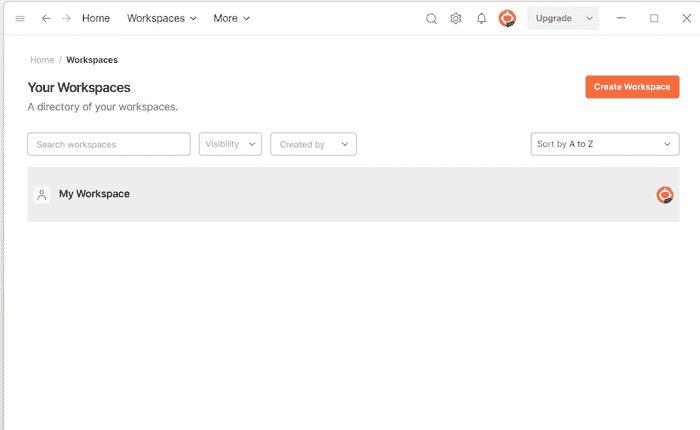 Home Workspaces More Upgrade
Home / Workspaces
Your Workspaces
Create Workspace
A directory of your workspaces.
Search workspaces Visibility Created by Sort by A to Z
My Workspace